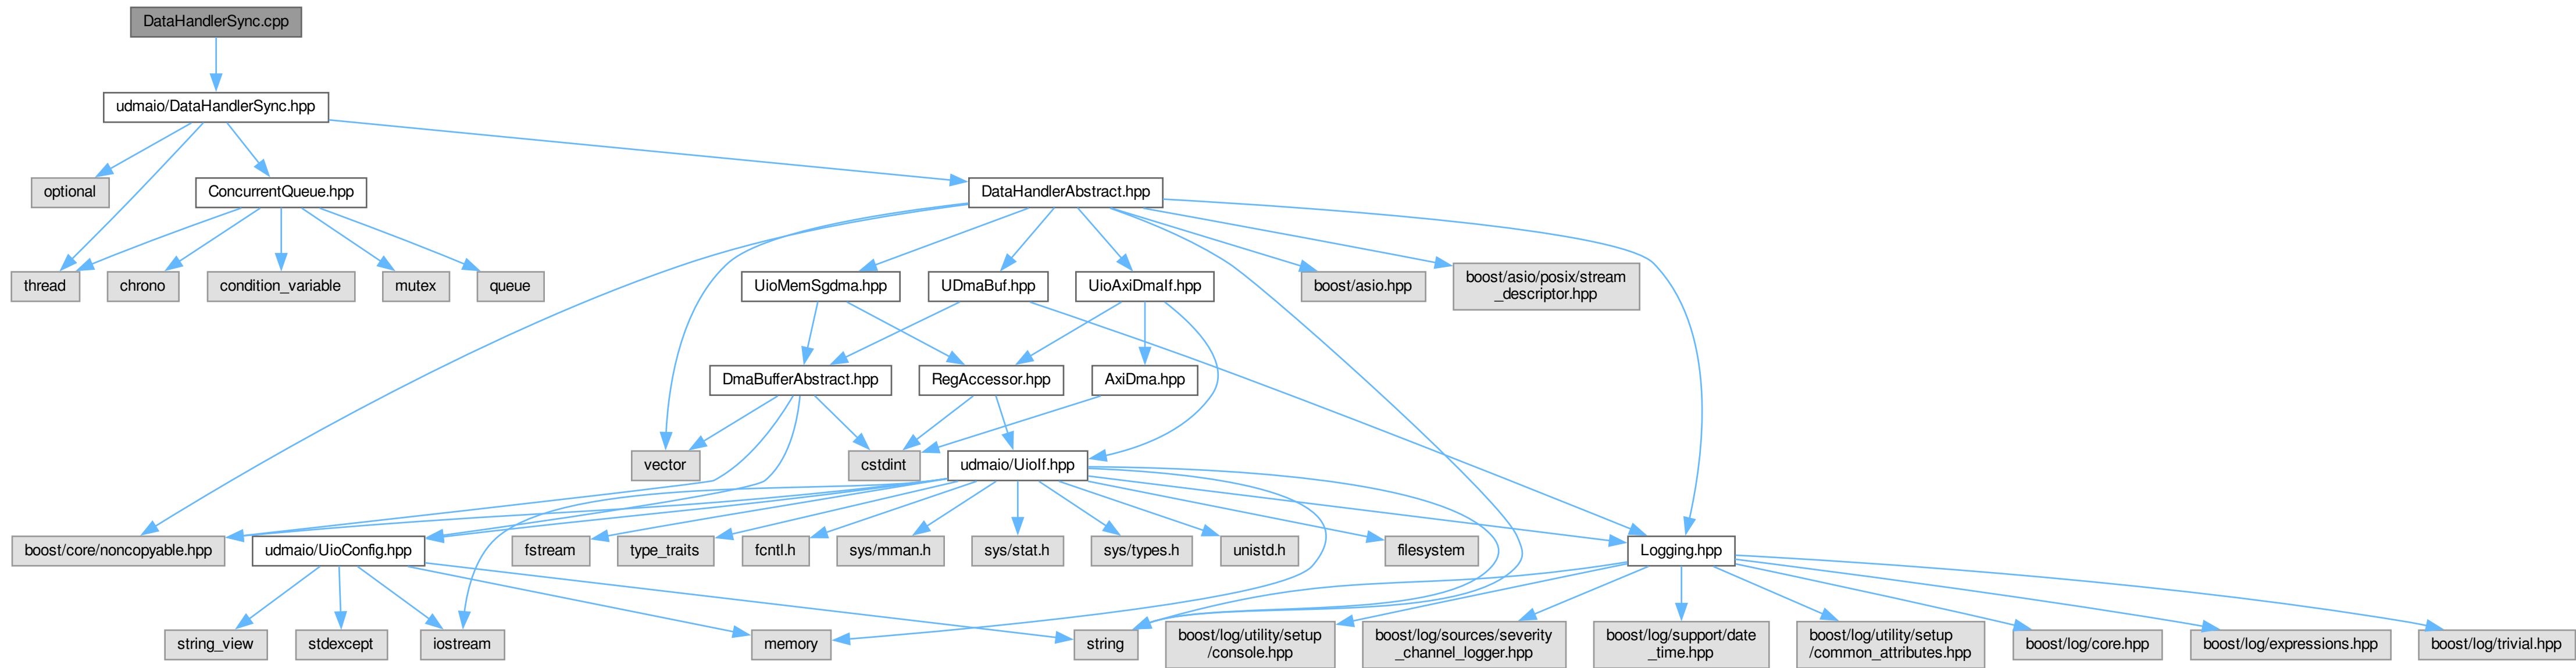 DataHandlerSync.cpp
udmaio/DataHandlerSync.hpp
optional
ConcurrentQueue.hpp
DataHandlerAbstract.hpp
thread
chrono
condition_variable
mutex
queue
UioMemSgdma.hpp
UDmaBuf.hpp
UioAxiDmaIf.hpp
boost/asio.hpp
boost/asio/posix/stream
_descriptor.hpp
DmaBufferAbstract.hpp
RegAccessor.hpp
AxiDma.hpp
vector
cstdint
udmaio/UioIf.hpp
boost/core/noncopyable.hpp
udmaio/UioConfig.hpp
fstream
type_traits
fcntl.h
sys/mman.h
sys/stat.h
sys/types.h
unistd.h
filesystem
Logging.hpp
string_view
stdexcept
iostream
memory
string
boost/log/utility/setup
/console.hpp
boost/log/sources/severity
_channel_logger.hpp
boost/log/support/date
_time.hpp
boost/log/utility/setup
/common_attributes.hpp
boost/log/core.hpp
boost/log/expressions.hpp
boost/log/trivial.hpp